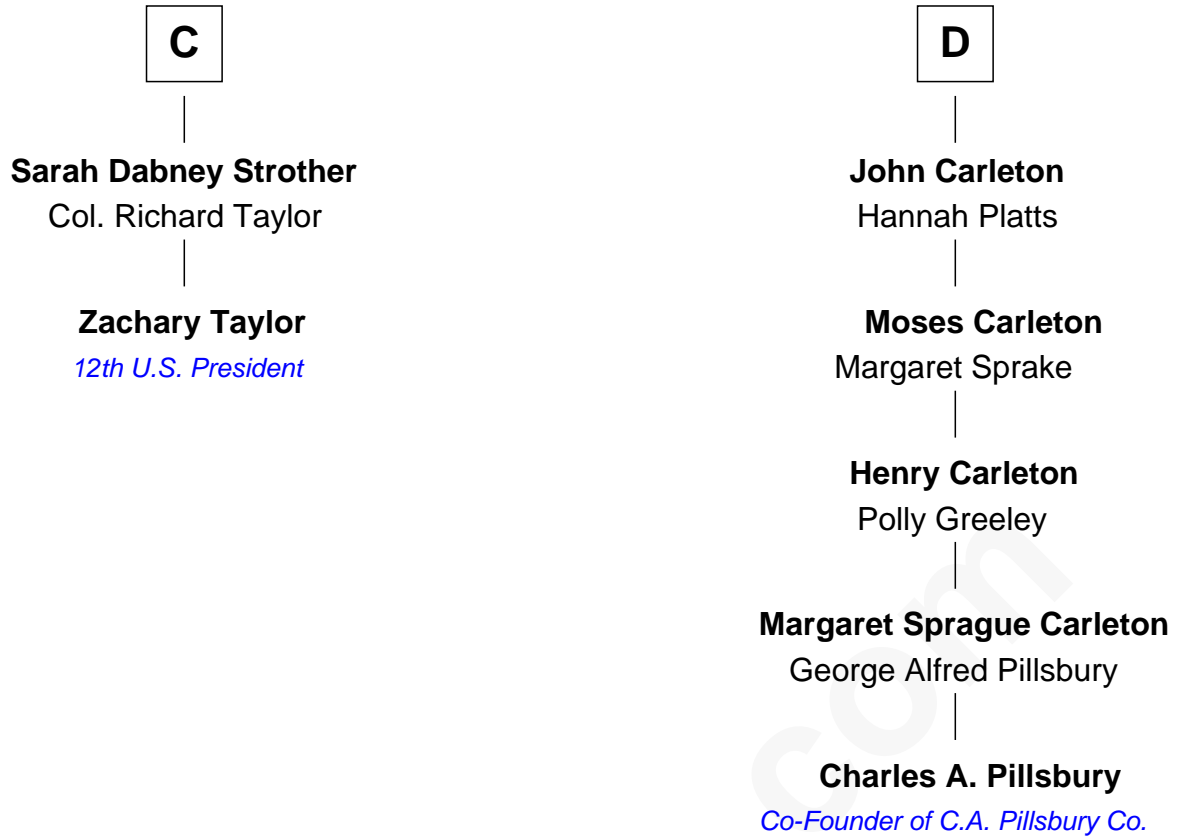 C
Sarah Dabney Strother
Col. Richard Taylor
Zachary Taylor
12th U.S. President
D
John Carleton
Hannah Platts
Moses Carleton
Margaret Sprake
Henry Carleton
Polly Greeley
Margaret Sprague Carleton
George Alfred Pillsbury
Charles A. Pillsbury
Co-Founder of C.A. Pillsbury Co.
com